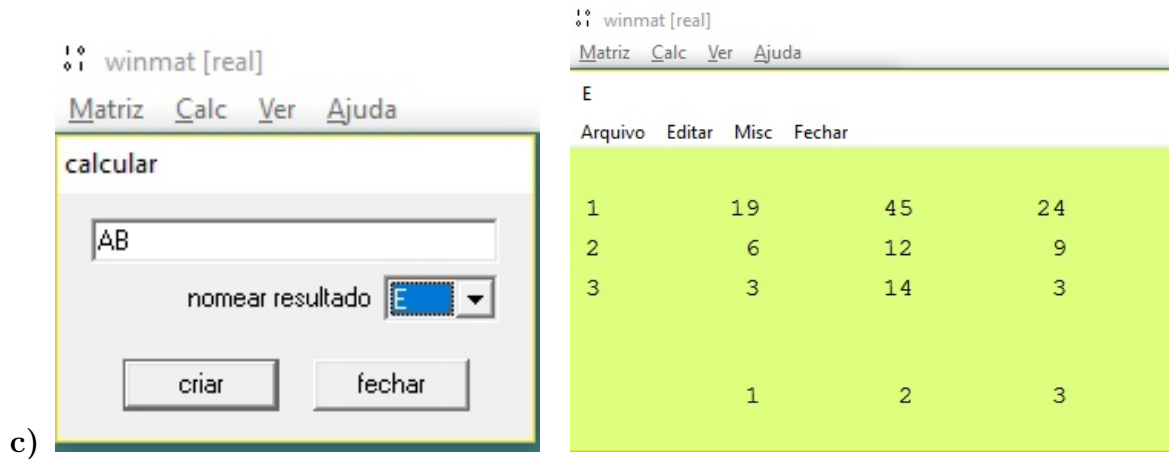 winmat [real]
Matriz Calc Ver Ajuda
calcular
AB
nomear resultado E
criar fechar
c)
winmat [real]
Matriz Calc Ver Ajuda
E
Arquivo Editar Misc Fechar
1 19 45 24
2 6 12 9
3 3 14 3
1 2 3